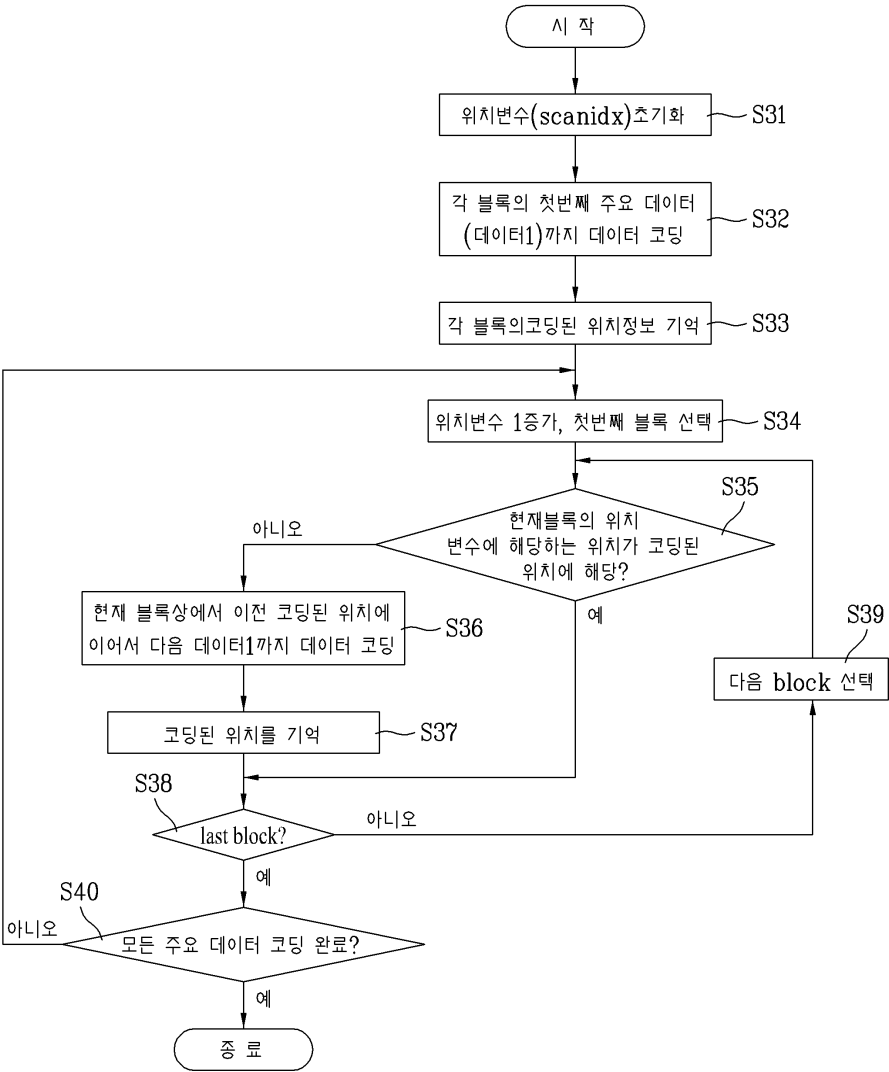 시 작
위치변수(scanidx)초기화
S31
각 블록의 첫번째 주요 데이터
(데이터1)까지 데이터 코딩
S32
각 블록의코딩된 위치정보 기억
S33
위치변수 1증가, 첫번째 블록 선택
S34
S35
현재블록의 위치
변수에 해당하는 위치가 코딩된
위치에 해당?
아니오
예
현재 블록상에서 이전 코딩된 위치에
이어서 다음 데이터1까지 데이터 코딩
S36
S39
다음 block 선택
코딩된 위치를 기억
S37
S38
last block?
아니오
예
S40
모든 주요 데이터 코딩 완료?
아니오
예
종 료